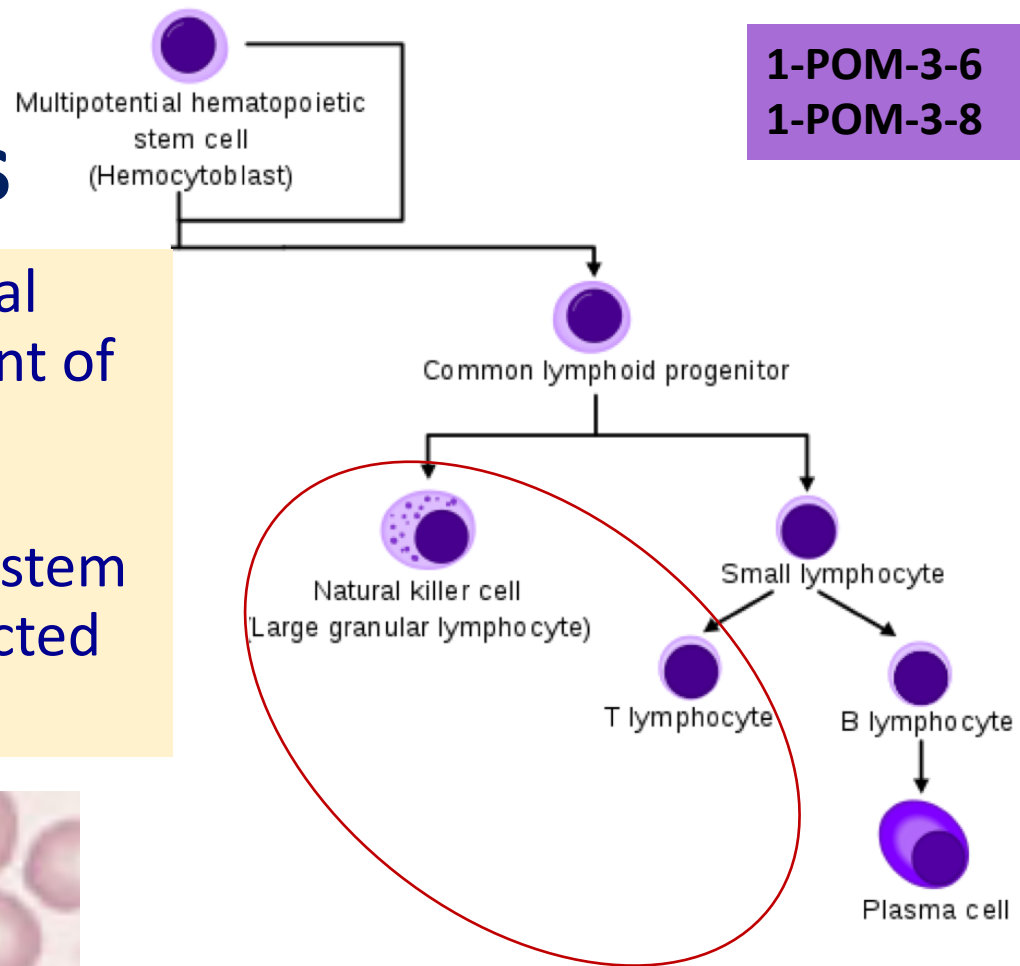 1-POM-3-6
1-POM-3-8
Multipotential hematopoietic
stem cell
(Hemocytoblast)
s
al
nt of
stem
cted
Common lymphoid progenitor
Natural killer cell
(Large granular lymphocyte)
Small lymphocyte
T lymphocyte
B lymphocyte
Plasma cell